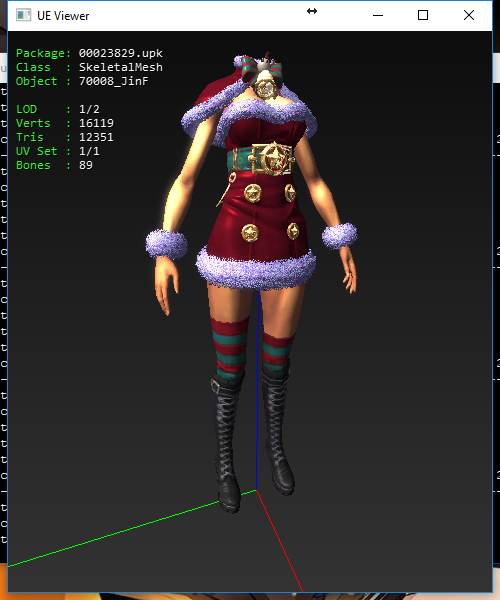 UE Viewer
Package: 00023829.upk
Class : SkeletalMesh
Object : 70008_JinF
LOD : 1/2
Verts : 16119
Tris : 12351
UV Set : 1/1
Bones : 89